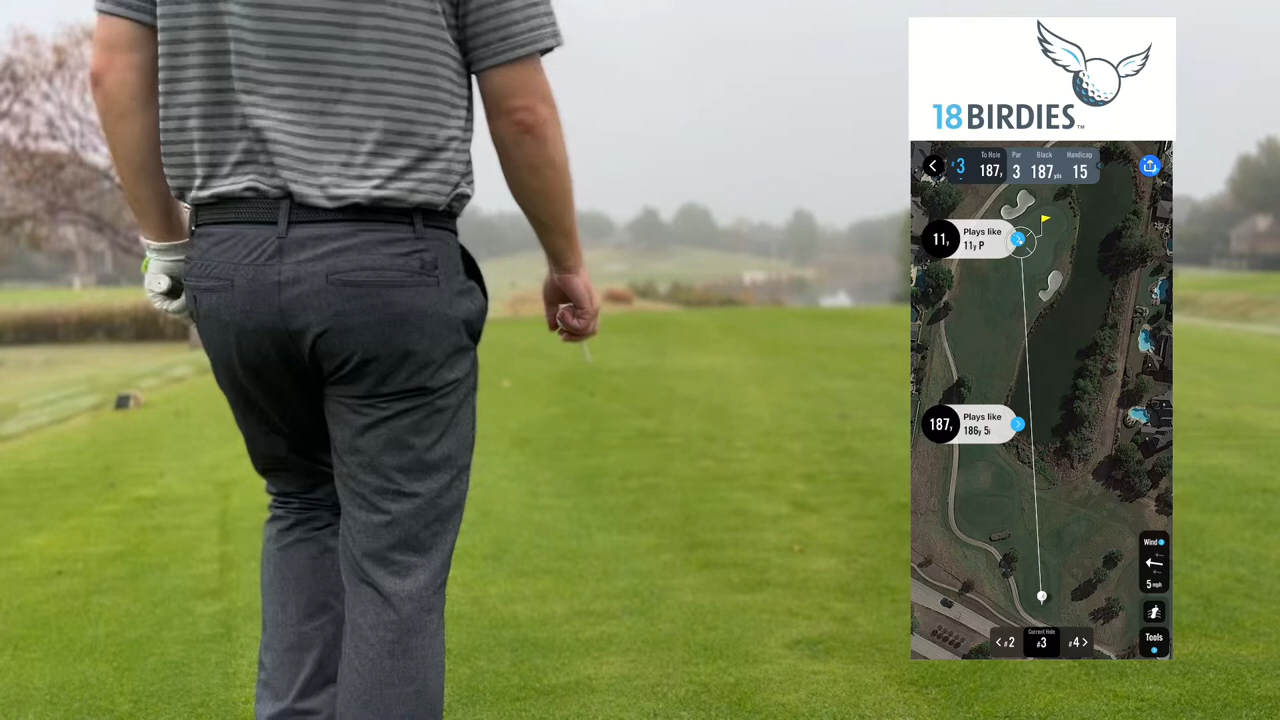 18BIRDIES™
#3 To Hole 187y Par 3 Black 187yds Handicap 15
11y Plays like
11y P
187y Plays like
186y 5i
Wind
5mph
Tools
<#2 Current Hole #3 #4>